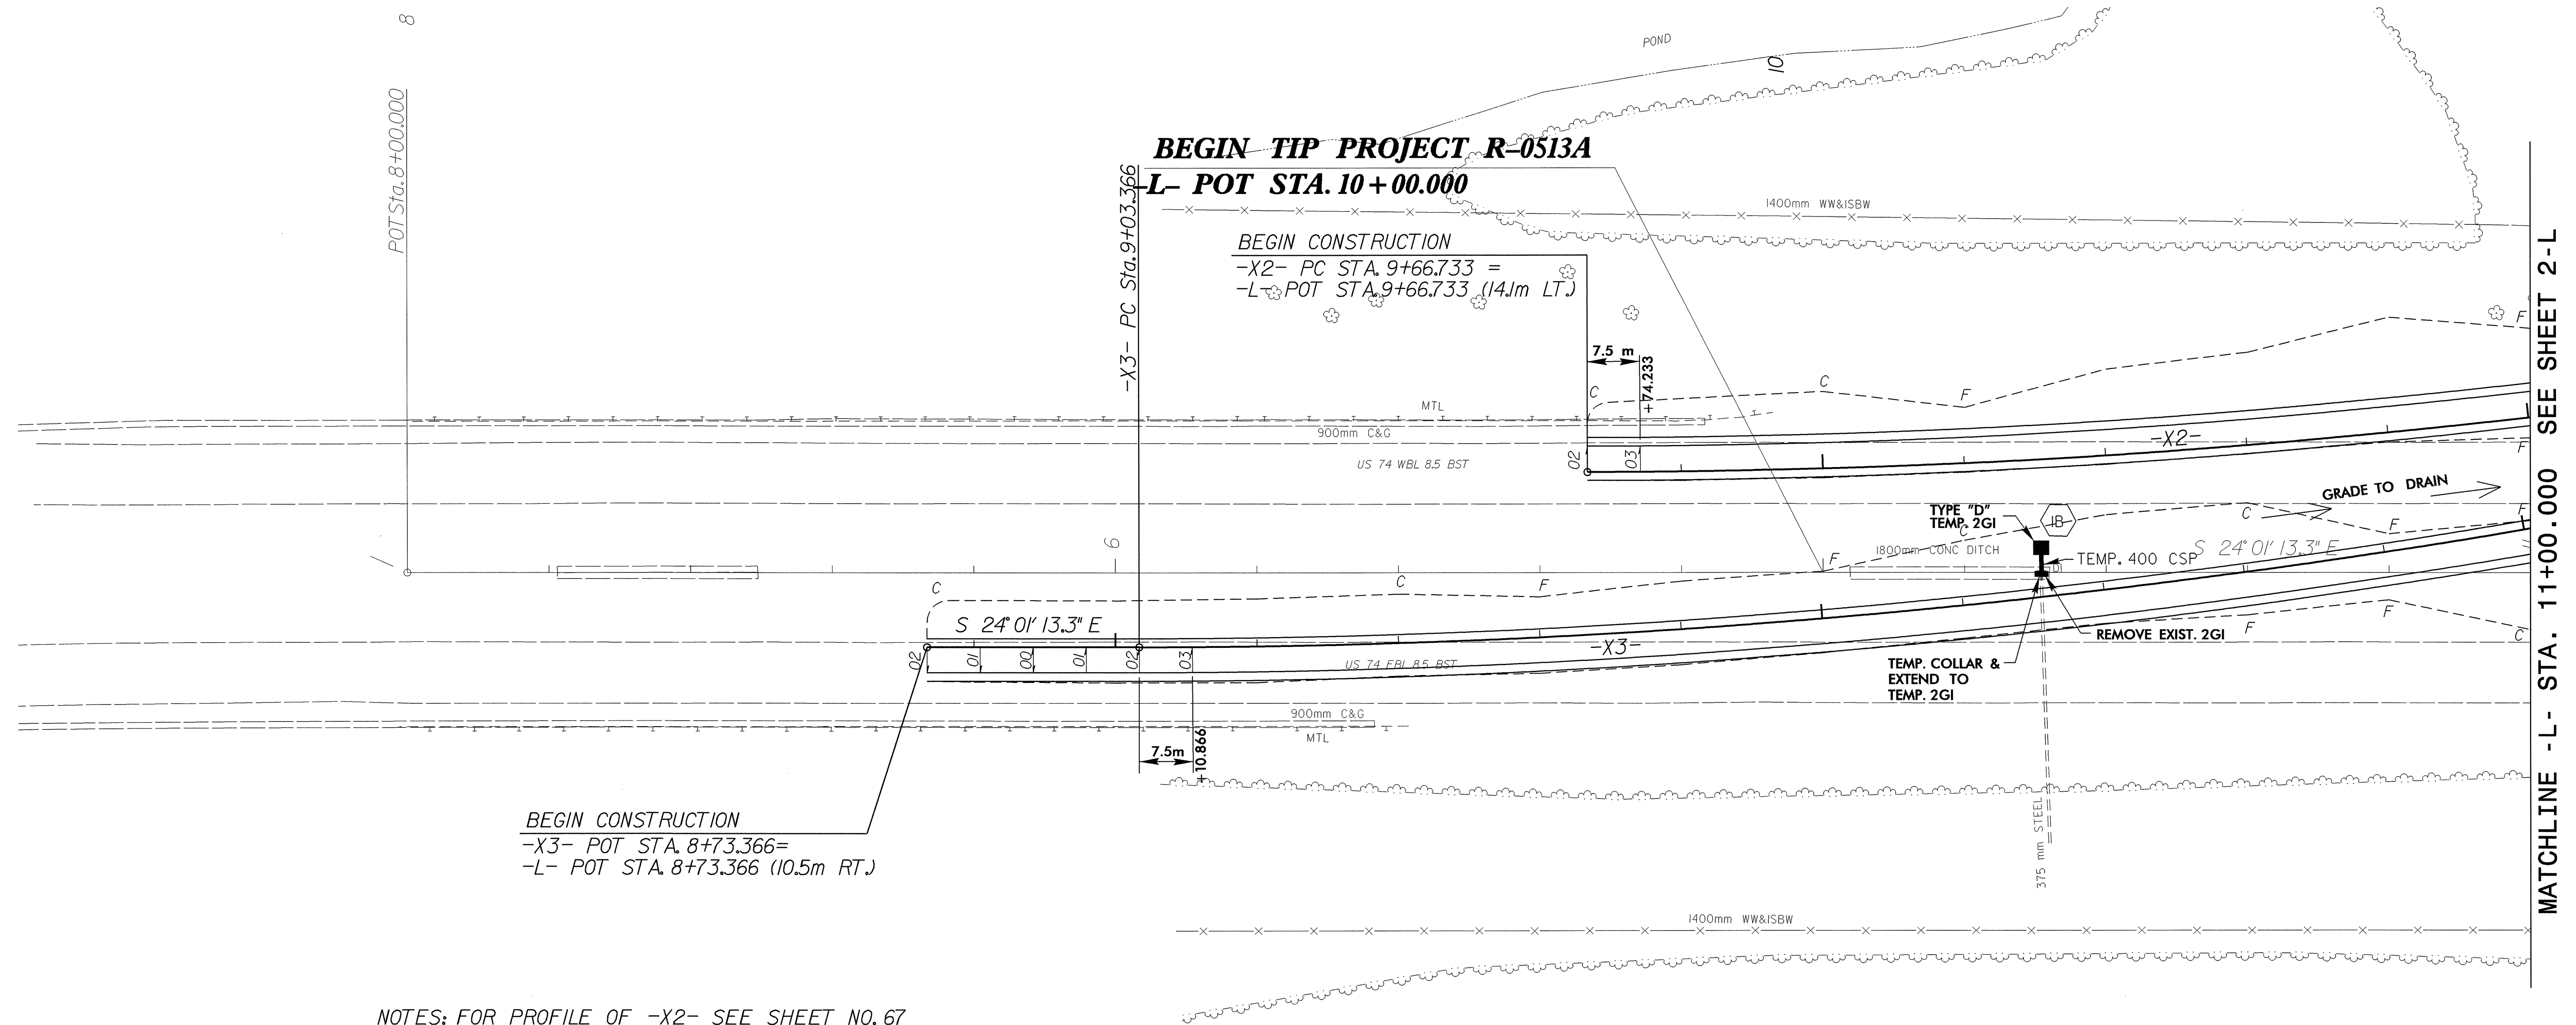 8
POT Sta. 8+00.000
POND
10
BEGIN TIP PROJECT R-0513A
-L- POT STA. 10+00.000
-X3- PC Sta. 9+03.366
1400mm WW&ISBW
BEGIN CONSTRUCTION
-X2- PC STA. 9+66.733 =
-L- POT STA. 9+66.733 (14.1m LT.)
7.5 m
+74.233
C
C
F
F
MTL
900mm C&G
US 74 WBL 8.5 BST
02
03
-X2-
F
GRADE TO DRAIN
TYPE "D"
TEMP. 2GI
1B
C
C
F
F
1800mm CONC DITCH
S 24° 01' 13.3" E
TEMP. 400 CSP
9
C
C
F
F
S 24° 01' 13.3" E
02
01
00
01
02
03
US 74 EBL 8.5 BST
-X3-
REMOVE EXIST. 2GI
F
F
C
TEMP. COLLAR &
EXTEND TO
TEMP. 2GI
900mm C&G
MTL
7.5m
+10.866
375 mm STEEL
BEGIN CONSTRUCTION
-X3- POT STA. 8+73.366=
-L- POT STA. 8+73.366 (10.5m RT.)
1400mm WW&ISBW
MATCHLINE -L- STA. 11+00.000 SEE SHEET 2-L
NOTES: FOR PROFILE OF -X2- SEE SHEET NO. 67